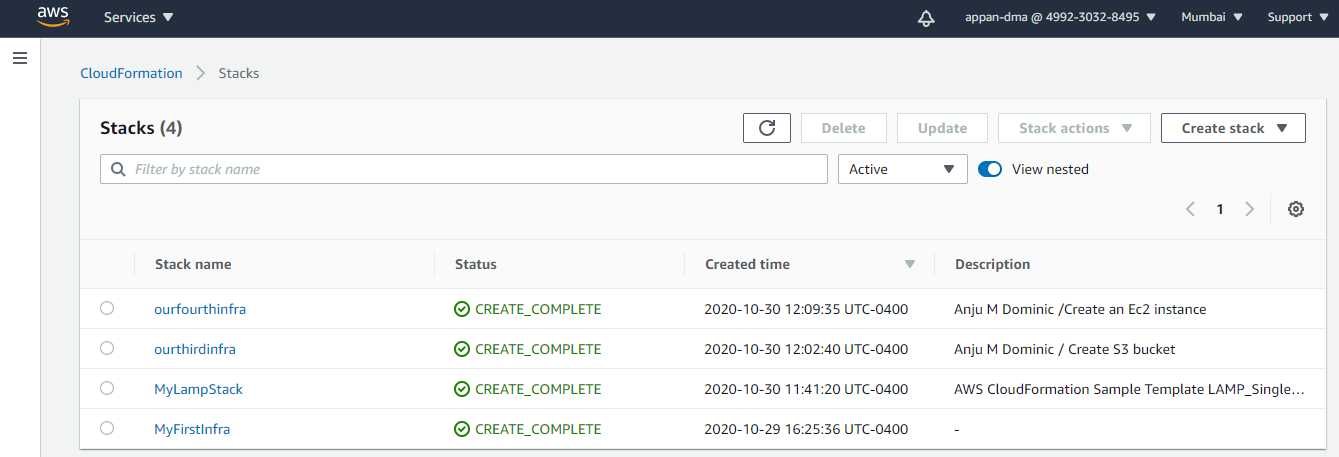 aws Services appan-dma @ 4992-3032-8495 Mumbai Support
CloudFormation Stacks
Stacks (4) Delete Update Stack actions Create stack
Filter by stack name Active View nested
1
Stack name Status Created time Description
ourfourthinfra CREATE_COMPLETE 2020-10-30 12:09:35 UTC-0400 Anju M Dominic /Create an Ec2 instance
ourthirdinfra CREATE_COMPLETE 2020-10-30 12:02:40 UTC-0400 Anju M Dominic / Create S3 bucket
MyLampStack CREATE_COMPLETE 2020-10-30 11:41:20 UTC-0400 AWS CloudFormation Sample Template LAMP_Single...
MyFirstInfra CREATE_COMPLETE 2020-10-29 16:25:36 UTC-0400 -